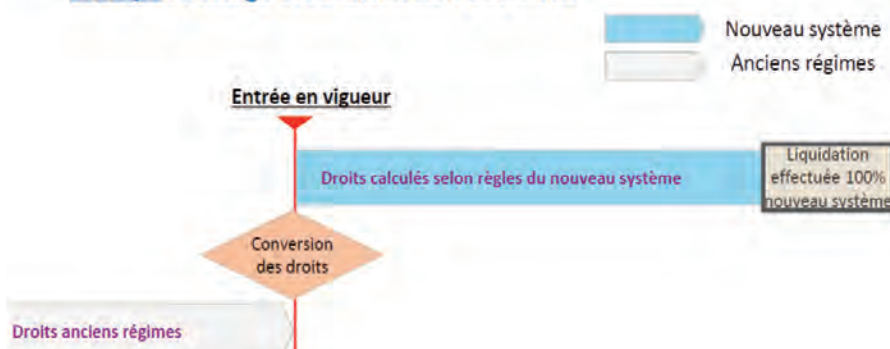 Nouveau système
Anciens régimes
Entrée en vigueur
Droits calculés selon règles du nouveau système
Liquidation
effectuée 100%
nouveau système
Conversion
des droits
Droits anciens régimes